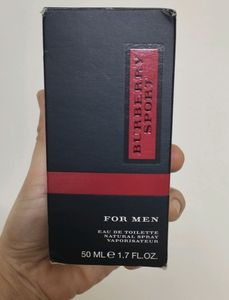 BURBERRY
SPORT
FOR MEN
EAU DE TOILETTE
NATURAL SPRAY
VAPORISATEUR
50 ML ℮ 1.7 FL.OZ.